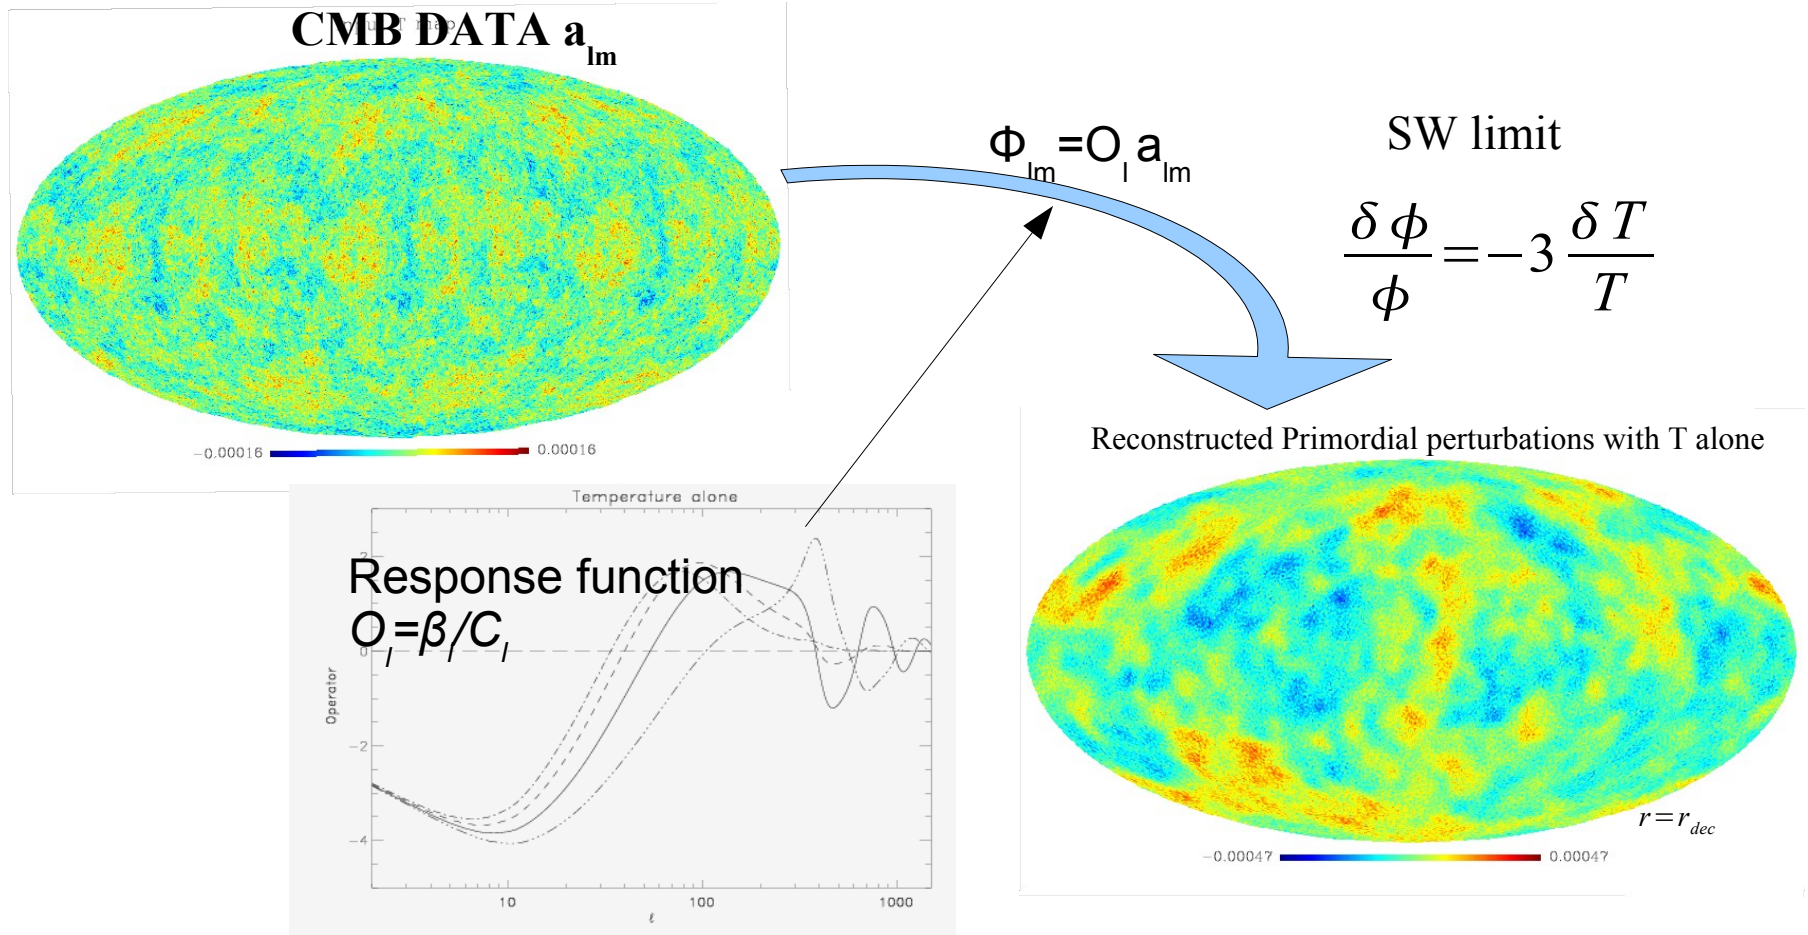 CMB DATA a_lm
Input T map
-0.00016 0.00016
Φ_lm=O_l a_lm
SW limit
δ ϕ / ϕ = −3 δ T / T
Temperature alone
Response function
O_l=β_l/C_l
Operator
2
0
-2
-4
10 100 1000
ℓ
Reconstructed Primordial perturbations with T alone
r=r_dec
-0.00047 0.00047